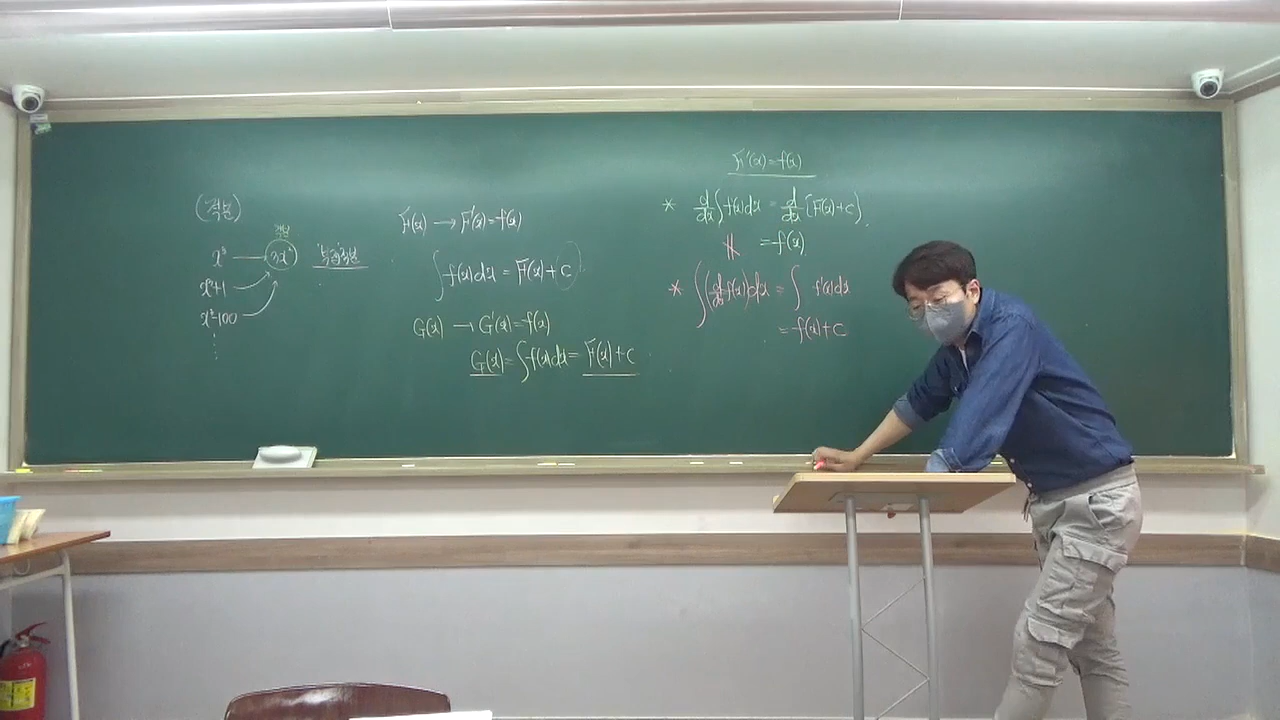 (적분)
적분
x³ → 3x²
'부정'적분
x³+1
x³-100
⋮
F(x) → F'(x)=f(x)
∫f(x)dx = F(x)+C
G(x) → G'(x)=f(x)
G(x)=∫f(x)dx= F(x)+C
F'(x)=f(x)
* d/dx ∫f(x)dx = d/dx [F(x)+C]
= f(x)
* ∫(d/dx f(x))dx = ∫ f'(x)dx
= f(x)+C